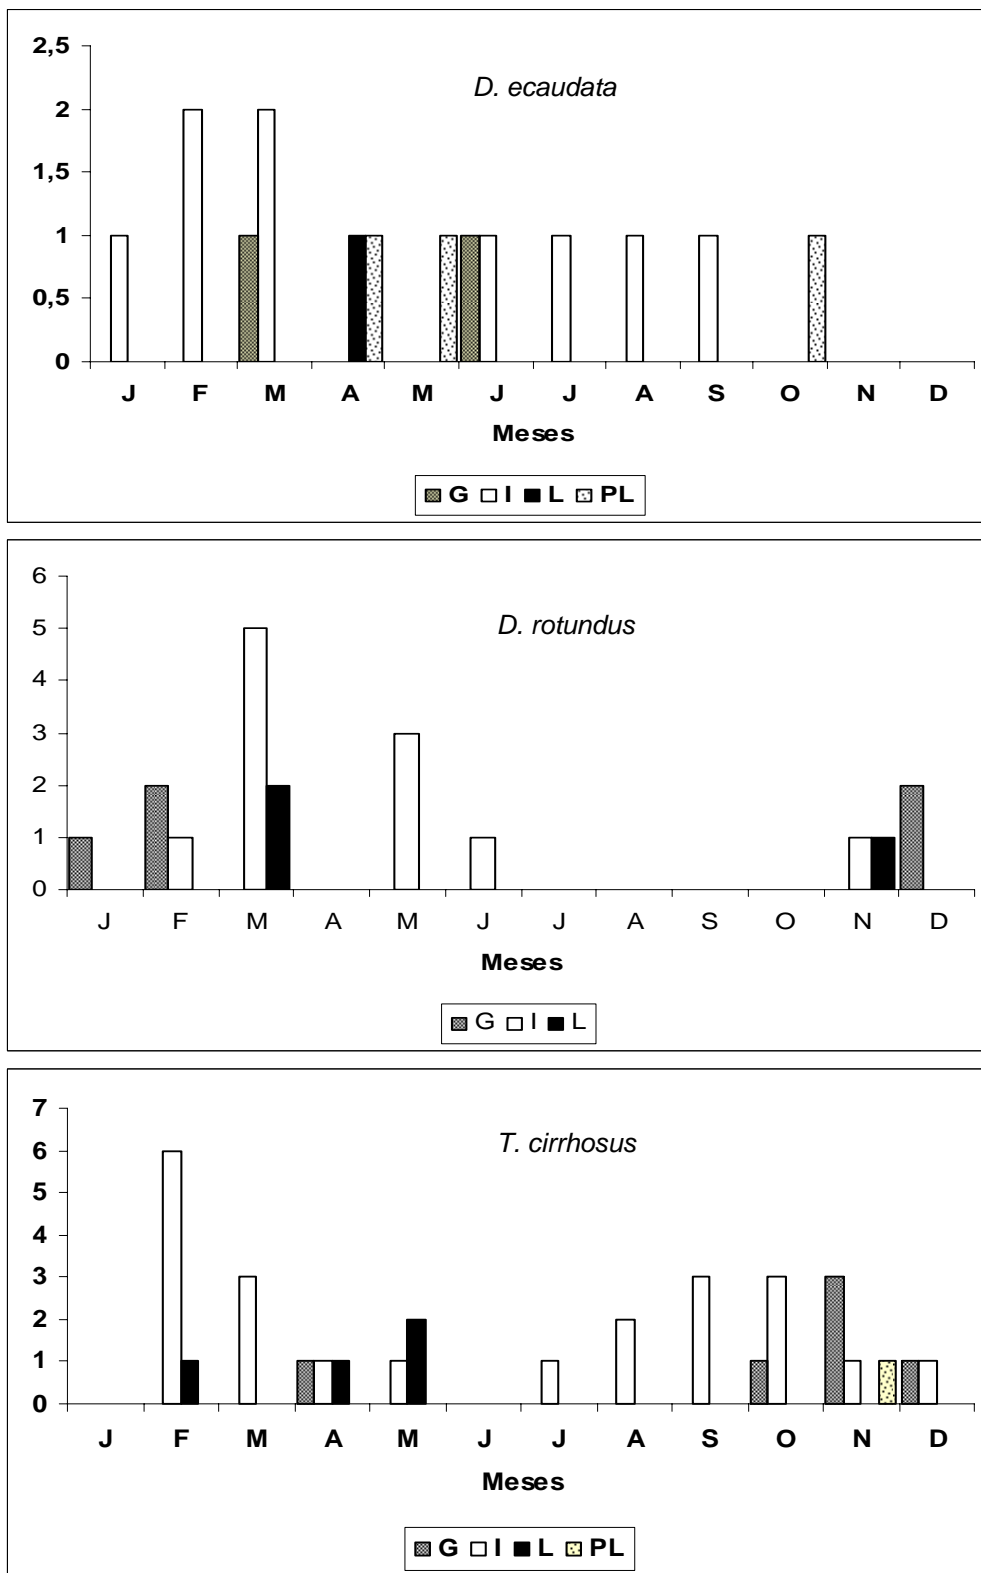 D. ecaudata
2,5
2
1,5
1
0,5
0
J F M A M J J A S O N D
Meses
G I L PL
D. rotundus
6
5
4
3
2
1
0
J F M A M J J A S O N D
Meses
G I L
T. cirrhosus
7
6
5
4
3
2
1
0
J F M A M J J A S O N D
Meses
G I L PL